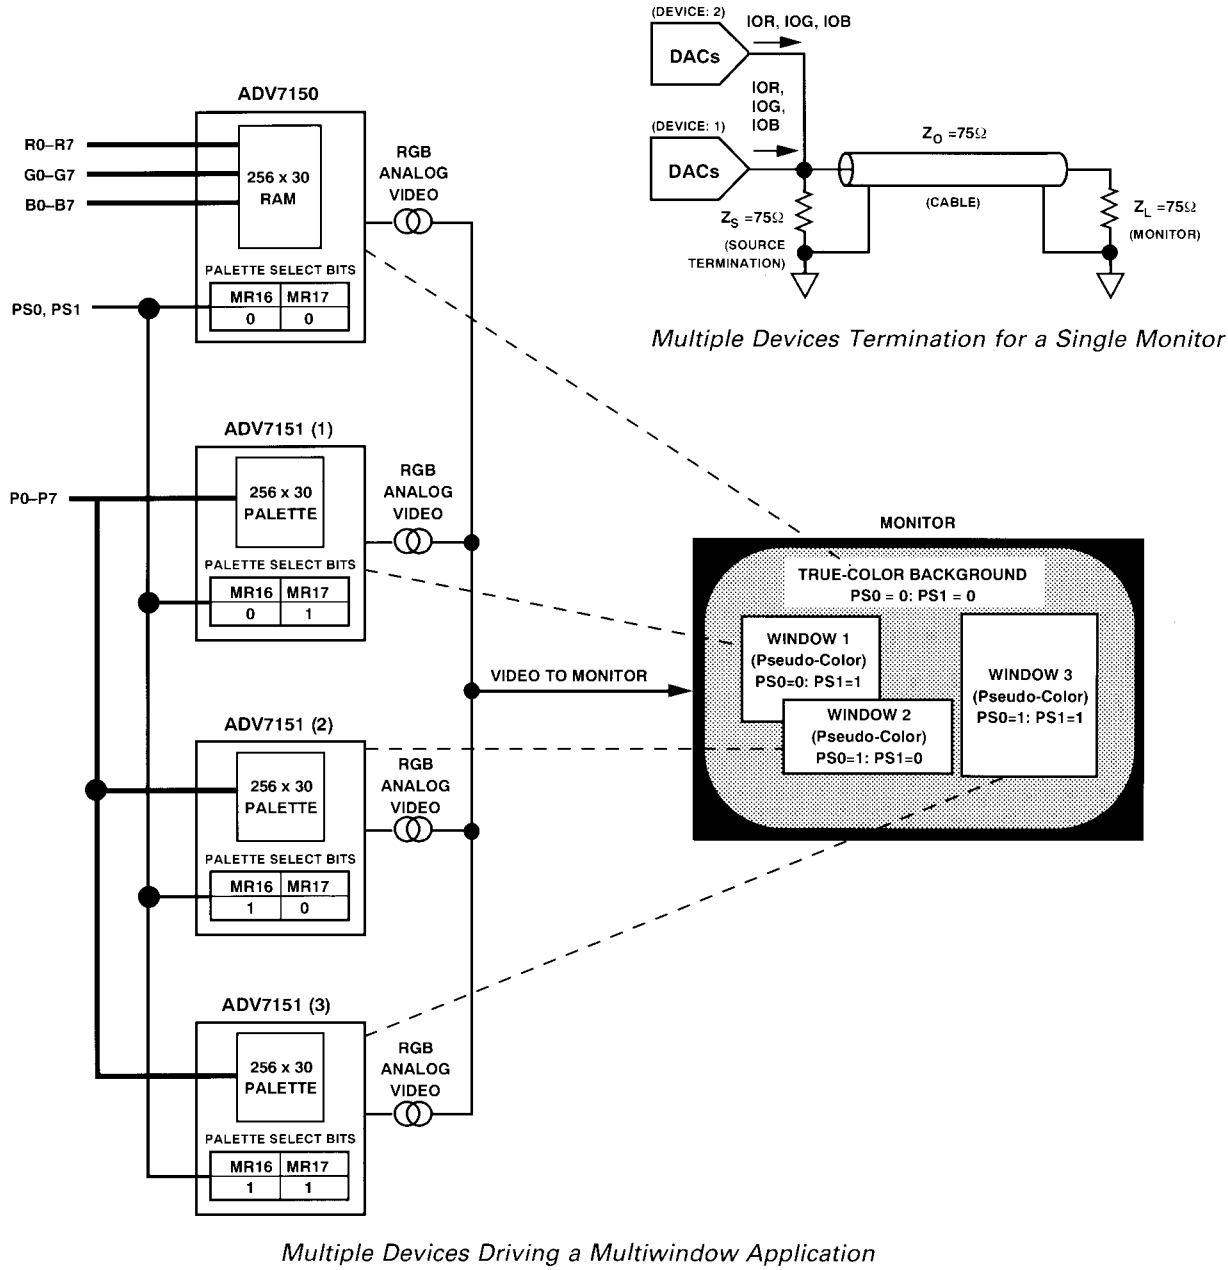 (DEVICE: 2)
IOR, IOG, IOB
DACs
IOR,
IOG,
IOB
(DEVICE: 1)
DACs
ZO =75Ω
(CABLE)
ZS =75Ω
(SOURCE
TERMINATION)
ZL =75Ω
(MONITOR)
Multiple Devices Termination for a Single Monitor
ADV7150
R0–R7
G0–G7
B0–B7
256 x 30
RAM
RGB
ANALOG
VIDEO
PALETTE SELECT BITS
PS0, PS1
MR16 MR17
0 0
ADV7151 (1)
P0–P7
256 x 30
PALETTE
RGB
ANALOG
VIDEO
PALETTE SELECT BITS
MR16 MR17
0 1
VIDEO TO MONITOR
ADV7151 (2)
256 x 30
PALETTE
RGB
ANALOG
VIDEO
PALETTE SELECT BITS
MR16 MR17
1 0
ADV7151 (3)
256 x 30
PALETTE
RGB
ANALOG
VIDEO
PALETTE SELECT BITS
MR16 MR17
1 1
MONITOR
TRUE-COLOR BACKGROUND
PS0 = 0: PS1 = 0
WINDOW 1
(Pseudo-Color)
PS0=0: PS1=1
WINDOW 2
(Pseudo-Color)
PS0=1: PS1=0
WINDOW 3
(Pseudo-Color)
PS0=1: PS1=1
Multiple Devices Driving a Multiwindow Application